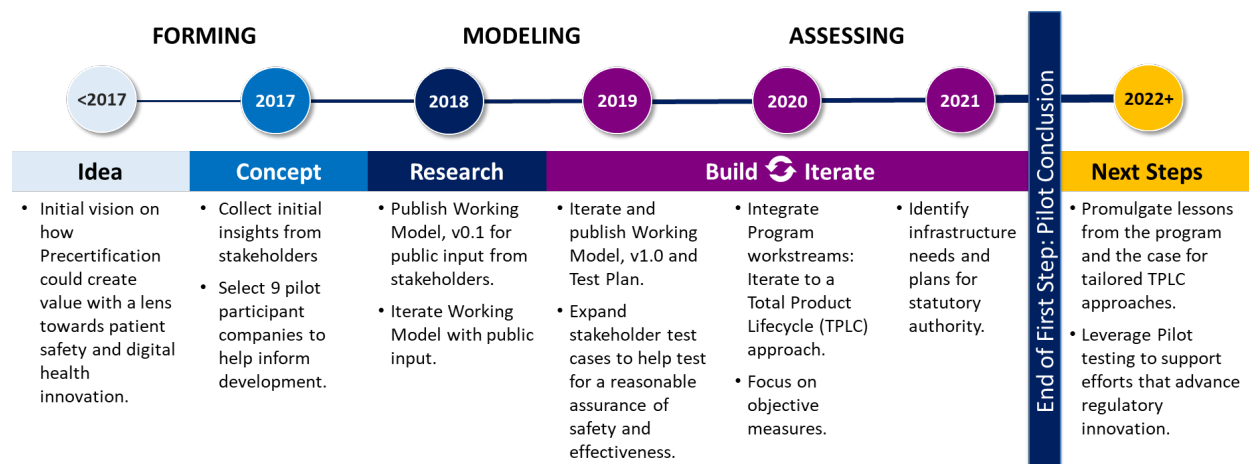 FORMING
MODELING
ASSESSING
<2017
2017
2018
2019
2020
2021
2022+
Idea
Concept
Research
Build Iterate
Next Steps
• Initial vision on
how
Precertification
could create
value with a lens
towards patient
safety and digital
health
innovation.
• Collect initial
insights from
stakeholders
• Select 9 pilot
participant
companies to
help inform
development.
• Publish Working
Model, v0.1 for
public input from
stakeholders.
• Iterate Working
Model with public
input.
• Iterate and
publish Working
Model, v1.0 and
Test Plan.
• Expand
stakeholder test
cases to help test
for a reasonable
assurance of
safety and
effectiveness.
• Integrate
Program
workstreams:
Iterate to a
Total Product
Lifecycle (TPLC)
approach.
• Focus on
objective
measures.
• Identify
infrastructure
needs and
plans for
statutory
authority.
End of First Step: Pilot Conclusion
• Promulgate lessons
from the program
and the case for
tailored TPLC
approaches.
• Leverage Pilot
testing to support
efforts that advance
regulatory
innovation.